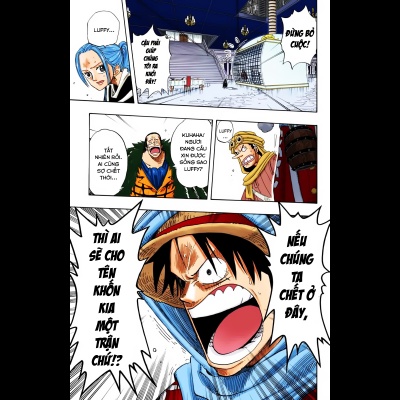 ĐỪNG BỎ
CUỘC!
CẬU PHẢI
GIÚP
CHÚNG
TÔI RA
KHỎI
ĐÂY!
LUFFY...
LUFFY
...
KUHAHA!
NGƯƠI
ĐANG CẦU
XIN ĐƯỢC
SỐNG SAO
LUFFY?
TẤT
NHIÊN RỒI.
AI CŨNG
SỢ CHẾT
THÔI...
NẾU
CHÚNG
TA
CHẾT Ở
ĐÂY,
THÌ AI
SẼ CHO
TÊN
KHỐN
KIA
MỘT
TRẬN
CHỨ!?